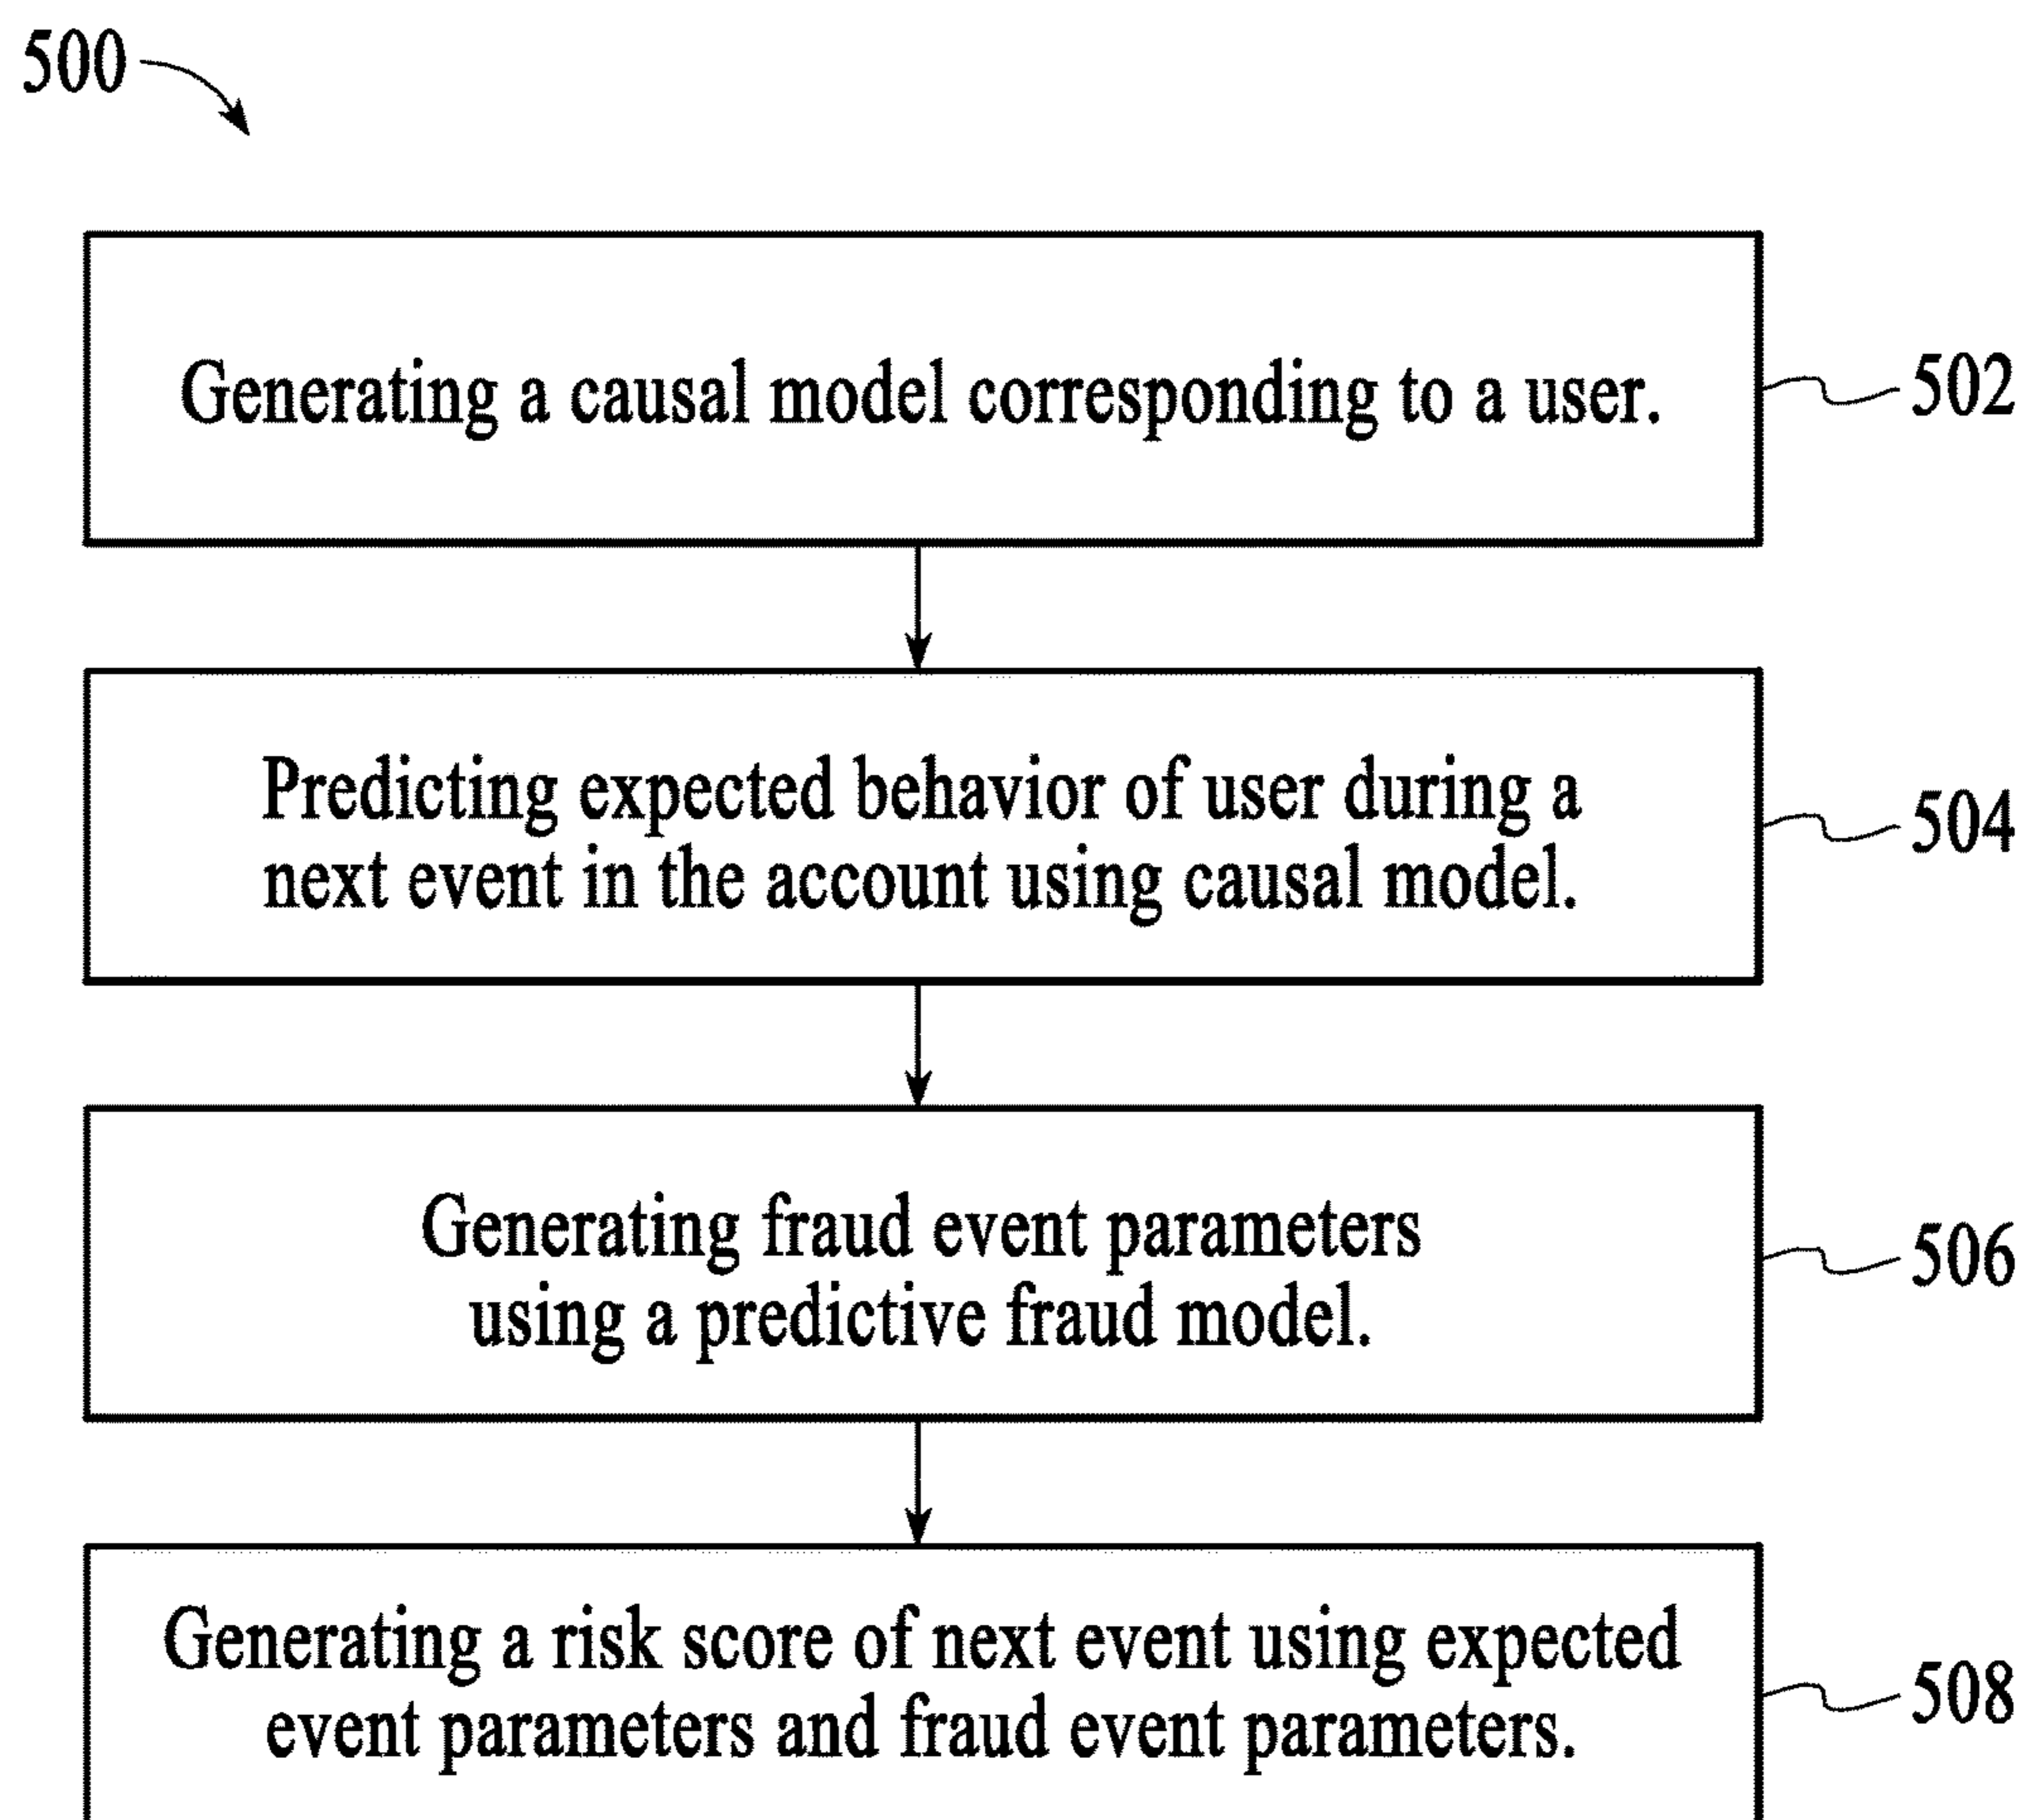 500
Generating a causal model corresponding to a user.
502
Predicting expected behavior of user during a
next event in the account using causal model.
504
Generating fraud event parameters
using a predictive fraud model.
506
Generating a risk score of next event using expected
event parameters and fraud event parameters.
508